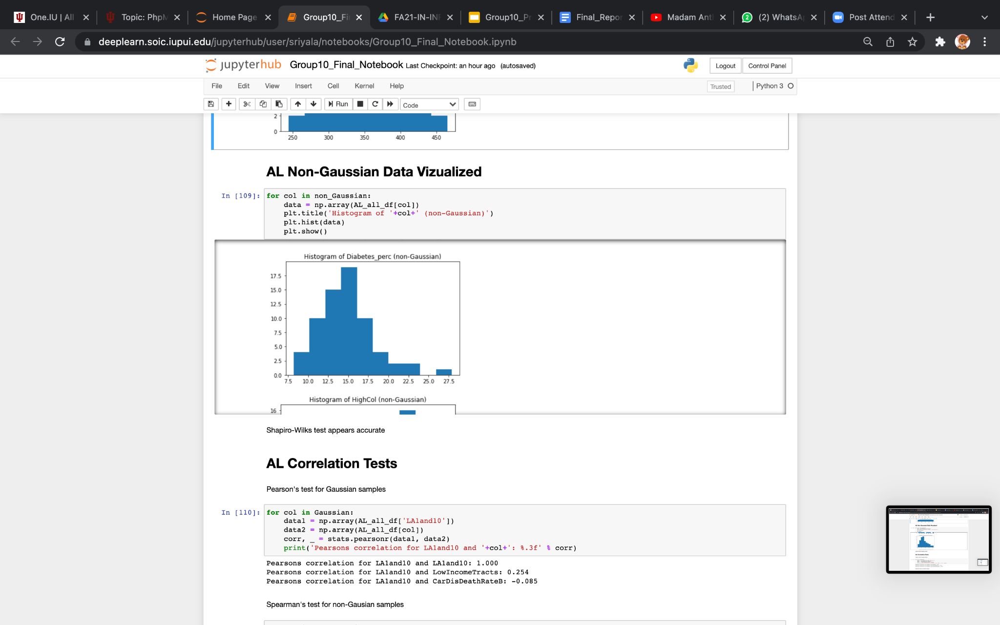 One.IU | All
Topic: PhpM
Home Page
Group10_Fi
FA21-IN-INF
Group10_Pr
Final_Repor
Madam Ant
(2) WhatsA
Post Attend
deeplearn.soic.iupui.edu/jupyterhub/user/sriyala/notebooks/Group10_Final_Notebook.ipynb
jupyterhub Group10_Final_Notebook Last Checkpoint: an hour ago (autosaved)
Logout Control Panel
File Edit View Insert Cell Kernel Help
Trusted Python 3
Run Code
2
0
250 300 350 400 450
AL Non-Gaussian Data Vizualized
In [109]: for col in non_Gaussian:
data = np.array(AL_all_df[col])
plt.title('Histogram of '+col+' (non-Gaussian)')
plt.hist(data)
plt.show()
Histogram of Diabetes_perc (non-Gaussian)
17.5
15.0
12.5
10.0
7.5
5.0
2.5
0.0
7.5 10.0 12.5 15.0 17.5 20.0 22.5 25.0 27.5
Histogram of HighCol (non-Gaussian)
16
Shapiro-Wilks test appears accurate
AL Correlation Tests
Pearson's test for Gaussian samples
In [110]: for col in Gaussian:
data1 = np.array(AL_all_df['LA1and10'])
data2 = np.array(AL_all_df[col])
corr, _ = stats.pearsonr(data1, data2)
print('Pearsons correlation for LA1and10 and '+col+': %.3f' % corr)
Pearsons correlation for LA1and10 and LA1and10: 1.000
Pearsons correlation for LA1and10 and LowIncomeTracts: 0.254
Pearsons correlation for LA1and10 and CarDisDeathRateB: -0.085
Spearman's test for non-Gausian samples